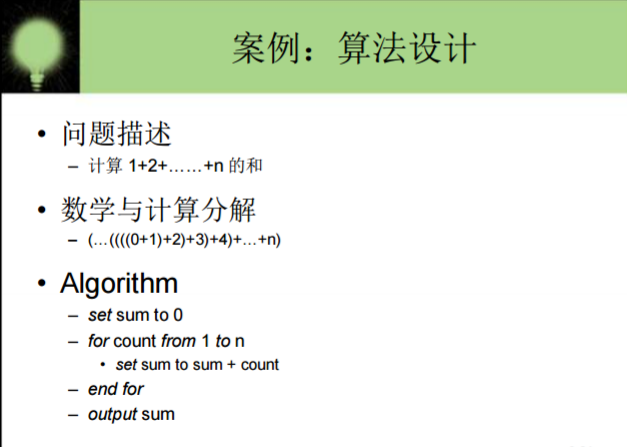 案例：算法设计
• 问题描述
– 计算 1+2+……+n 的和
• 数学与计算分解
– (…((((0+1)+2)+3)+4)+…+n)
• Algorithm
– set sum to 0
– for count from 1 to n
• set sum to sum + count
– end for
– output sum